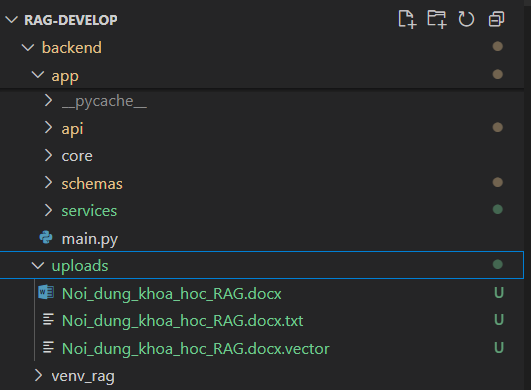 RAG-DEVELOP
backend
app
__pycache__
api
core
schemas
services
main.py
uploads
Noi_dung_khoa_hoc_RAG.docx U
Noi_dung_khoa_hoc_RAG.docx.txt U
Noi_dung_khoa_hoc_RAG.docx.vector U
venv_rag